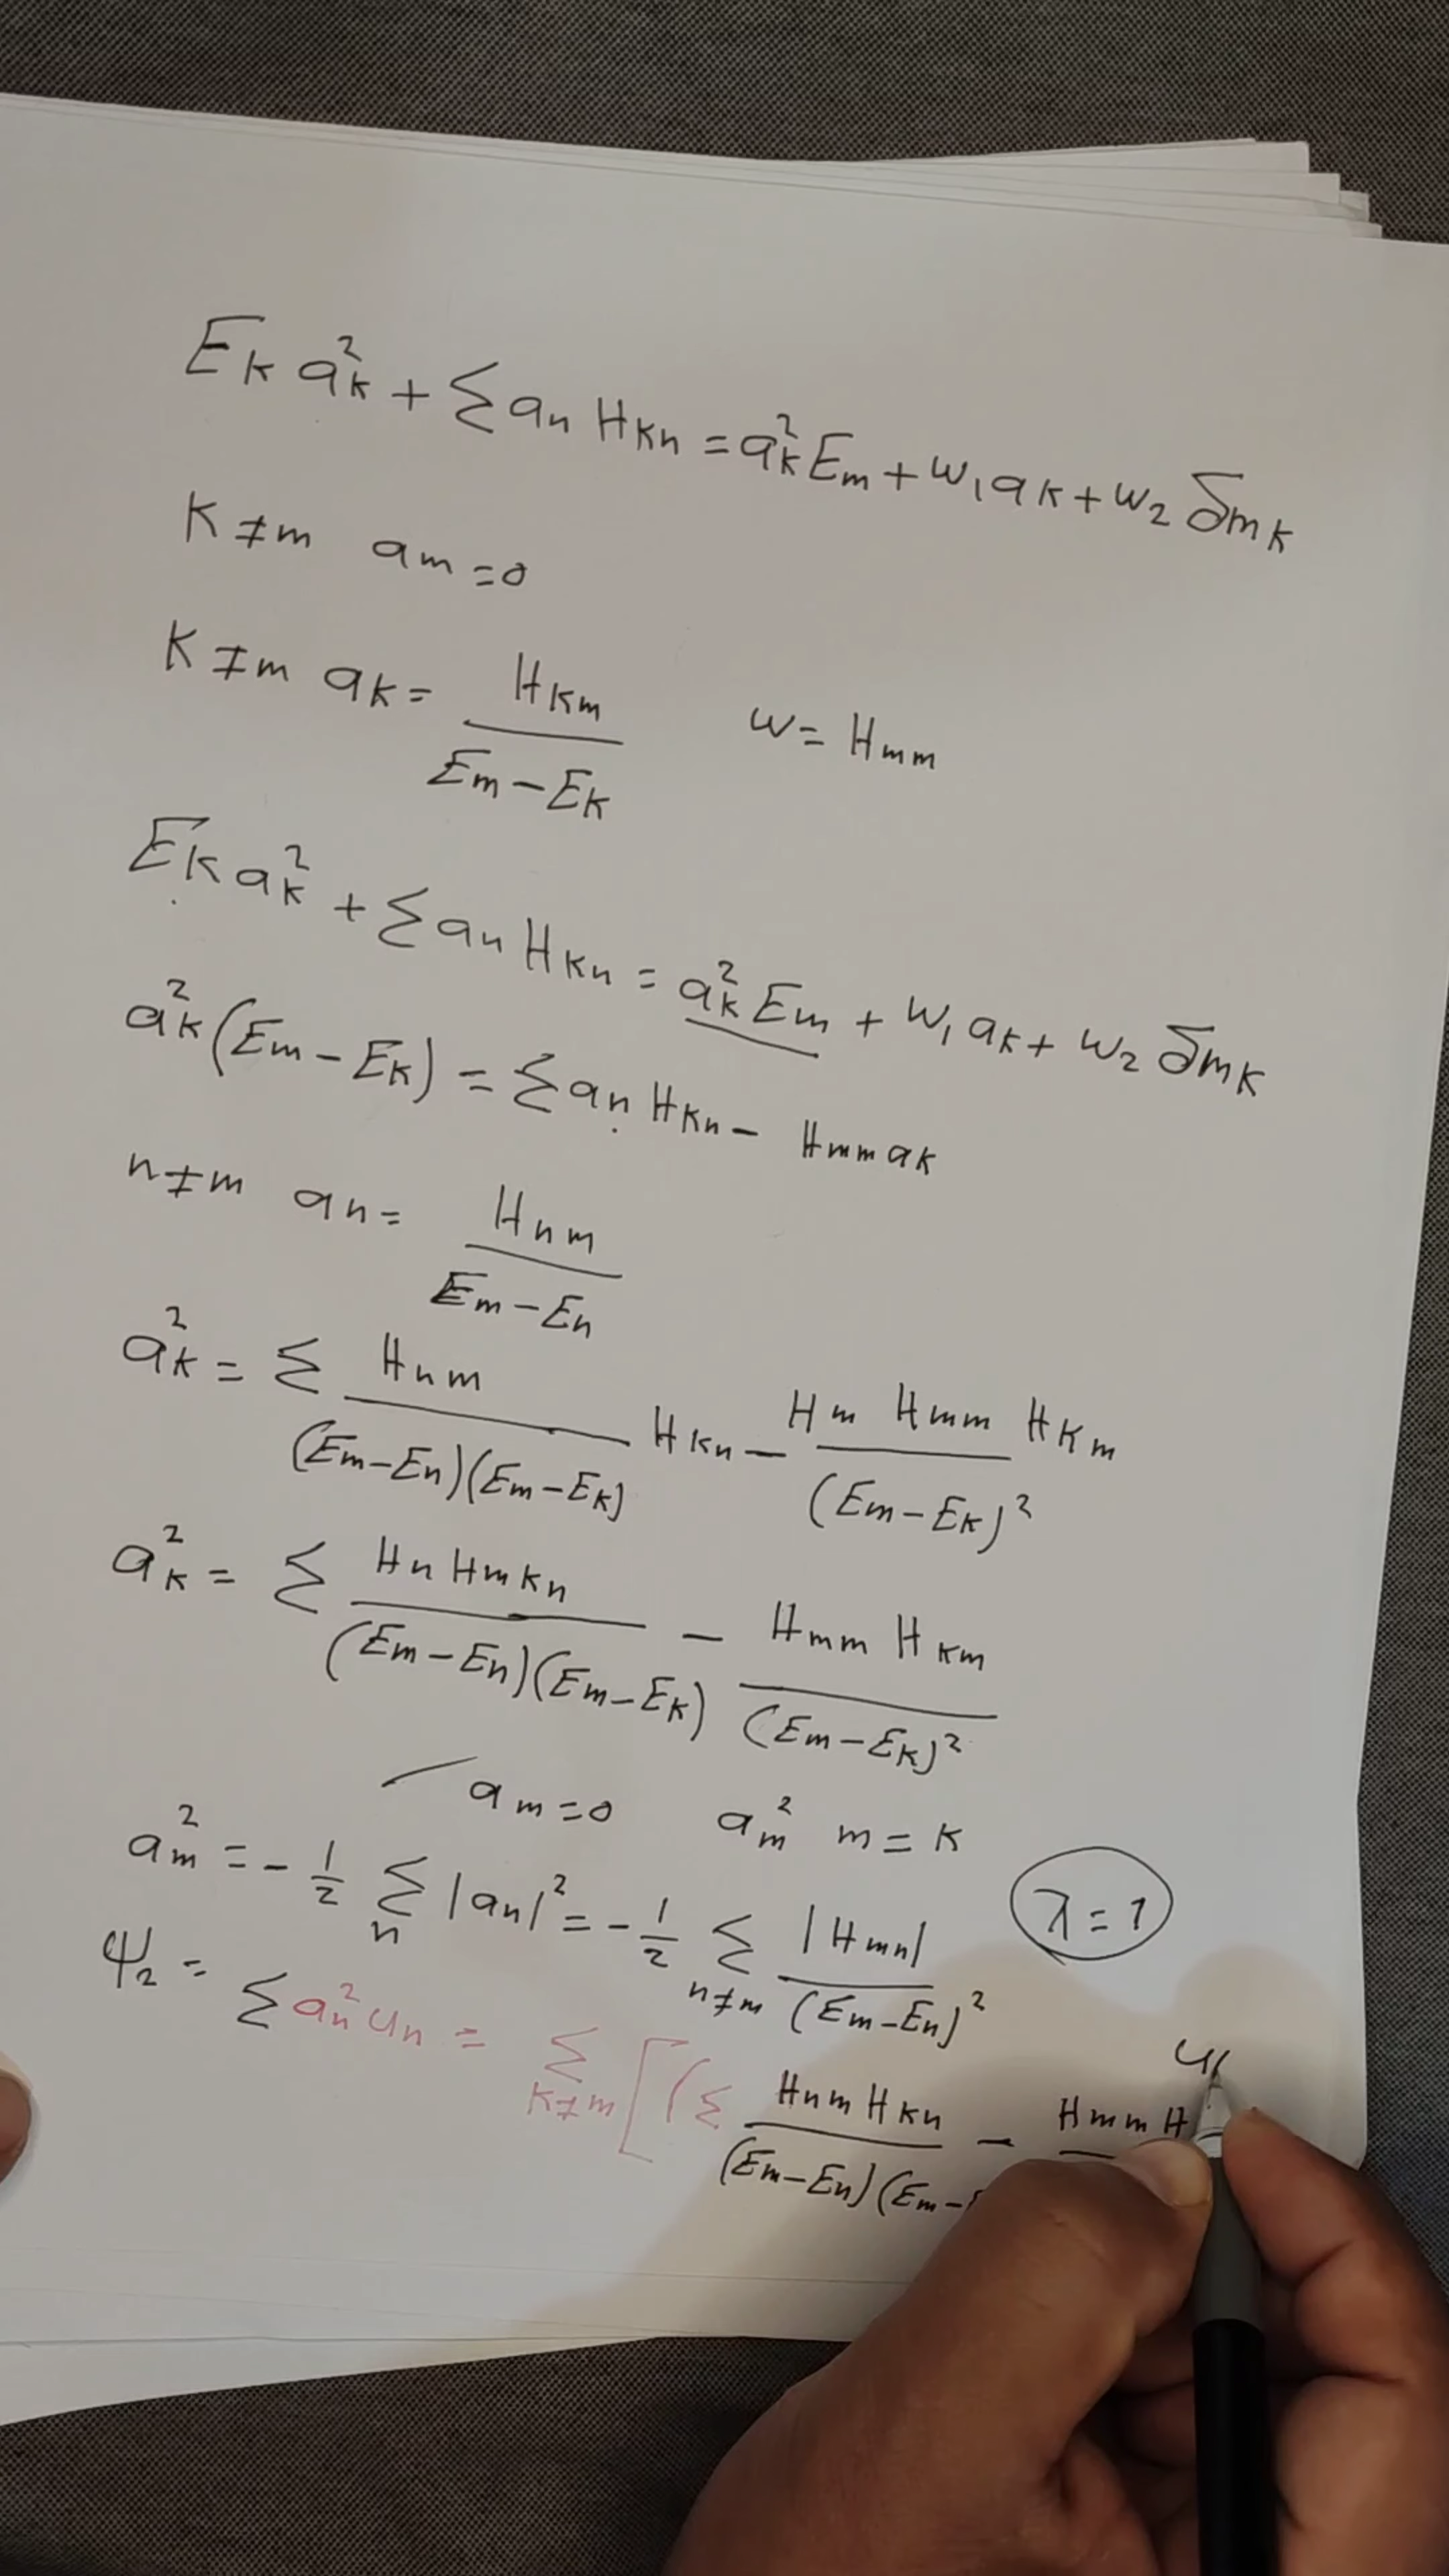 E_k a_k^2 + Σ a_n H_kn = a_k^2 E_m + w_1 a_k + w_2 δ_mk
K ≠ m a_m = 0
K ≠ m a_k = H_km / (E_m − E_k) w = H_mm
E_k a_k^2 + Σ a_n H_kn = a_k^2 E_m + w_1 a_k + w_2 δ_mk
a_k^2 (E_m − E_k) = Σ a_n H_kn − H_mm a_k
n ≠ m a_n = H_nm / (E_m − E_n)
a_k^2 = Σ H_nm / ((E_m − E_n)(E_m − E_k)) H_kn − H_m H_mm H_km / (E_m − E_k)^2
a_k^2 = Σ H_n H_mkn / ((E_m − E_n)(E_m − E_k)) − H_mm H_km / (E_m − E_k)^2
a_m = 0 a_m^2 m = k
a_m^2 = − 1/2 Σ_n |a_n|^2 = − 1/2 Σ_{n≠m} |H_mn| / (E_m − E_n)^2 λ = 1
ψ_2 = Σ a_n^2 u_n = Σ_{k≠m} [ ( Σ H_nm H_kn / ((E_m − E_n)(E_m − − H_mm H u